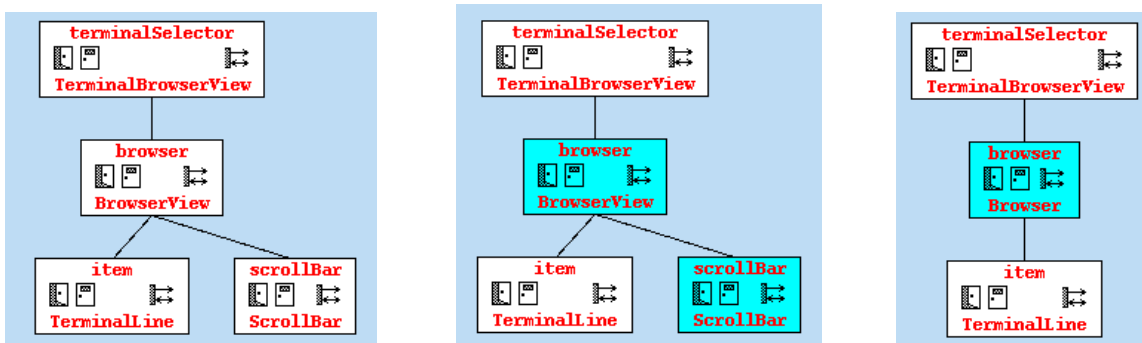 terminalSelector
TerminalBrowserView
browser
BrowserView
item
TerminalLine
scrollBar
ScrollBar
terminalSelector
TerminalBrowserView
browser
BrowserView
item
TerminalLine
scrollBar
ScrollBar
terminalSelector
TerminalBrowserView
browser
Browser
item
TerminalLine